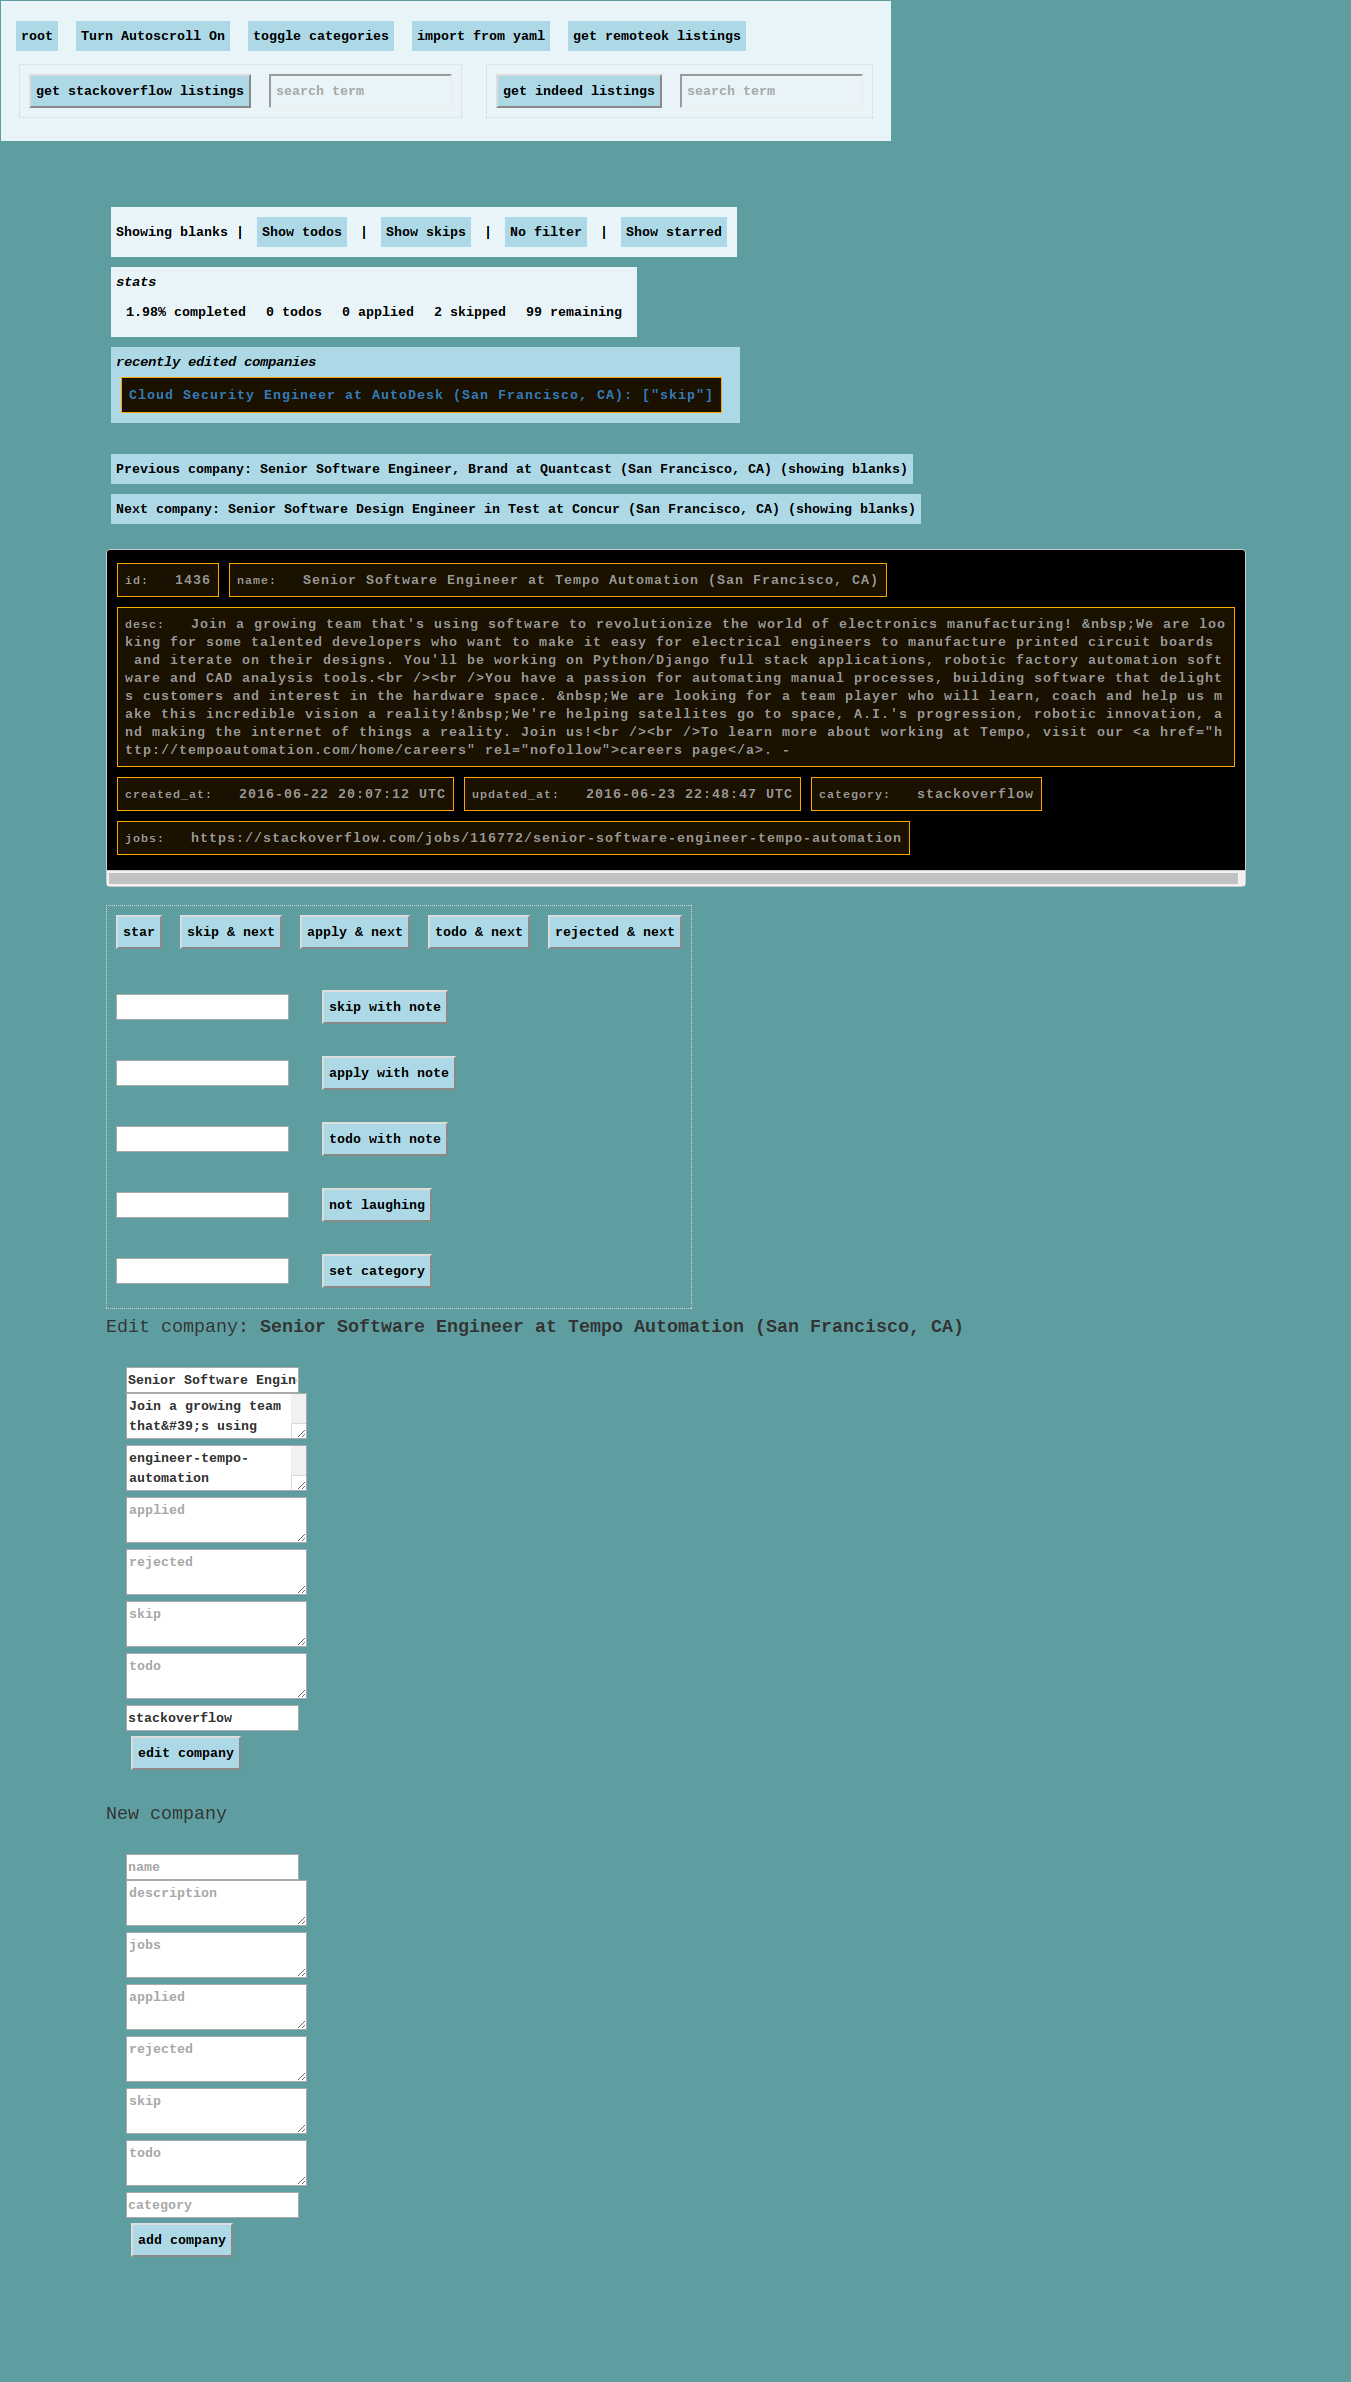 root Turn Autoscroll On toggle categories import from yaml get remoteok listings
get stackoverflow listings search term get indeed listings search term
Showing blanks | Show todos | Show skips | No filter | Show starred
stats
1.98% completed 0 todos 0 applied 2 skipped 99 remaining
recently edited companies
Cloud Security Engineer at AutoDesk (San Francisco, CA): ["skip"]
Previous company: Senior Software Engineer, Brand at Quantcast (San Francisco, CA) (showing blanks)
Next company: Senior Software Design Engineer in Test at Concur (San Francisco, CA) (showing blanks)
id: 1436 name: Senior Software Engineer at Tempo Automation (San Francisco, CA)
desc: Join a growing team that's using software to revolutionize the world of electronics manufacturing! &nbsp;We are loo
king for some talented developers who want to make it easy for electrical engineers to manufacture printed circuit boards
and iterate on their designs. You'll be working on Python/Django full stack applications, robotic factory automation soft
ware and CAD analysis tools.<br /><br />You have a passion for automating manual processes, building software that delight
s customers and interest in the hardware space. &nbsp;We are looking for a team player who will learn, coach and help us m
ake this incredible vision a reality!&nbsp;We're helping satellites go to space, A.I.'s progression, robotic innovation, a
nd making the internet of things a reality. Join us!<br /><br />To learn more about working at Tempo, visit our <a href="h
ttp://tempoautomation.com/home/careers" rel="nofollow">careers page</a>. -
created_at: 2016-06-22 20:07:12 UTC updated_at: 2016-06-23 22:48:47 UTC category: stackoverflow
jobs: https://stackoverflow.com/jobs/116772/senior-software-engineer-tempo-automation
star skip & next apply & next todo & next rejected & next
skip with note
apply with note
todo with note
not laughing
set category
Edit company: Senior Software Engineer at Tempo Automation (San Francisco, CA)
Senior Software Engin
Join a growing team
that&#39;s using
engineer-tempo-
automation
applied
rejected
skip
todo
stackoverflow
edit company
New company
name
description
jobs
applied
rejected
skip
todo
category
add company